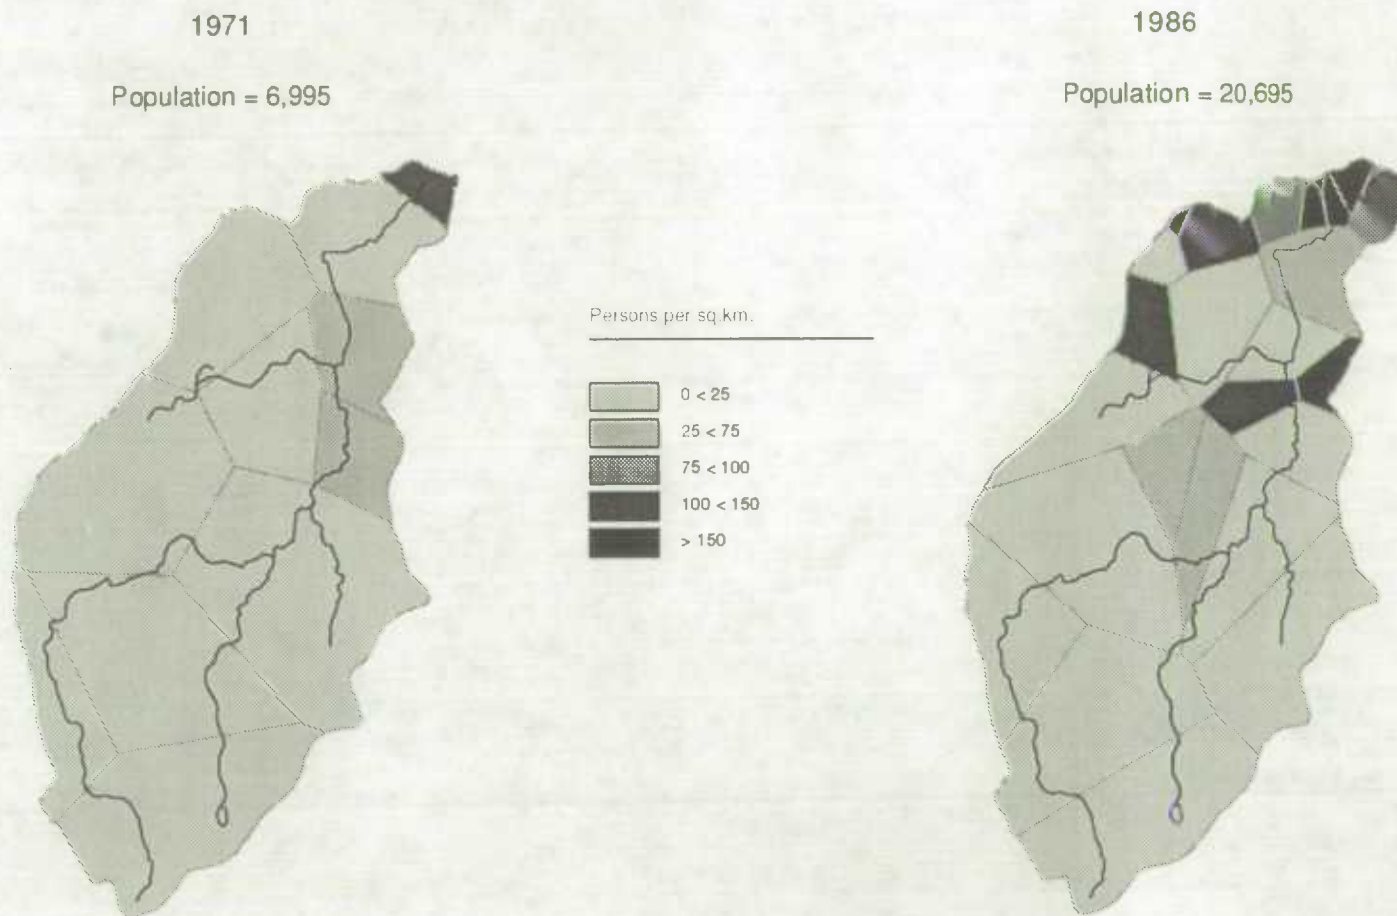 1971
Population = 6,995
1986
Population = 20,695
Persons per sq.km.
0 < 25
25 < 75
75 < 100
100 < 150
> 150